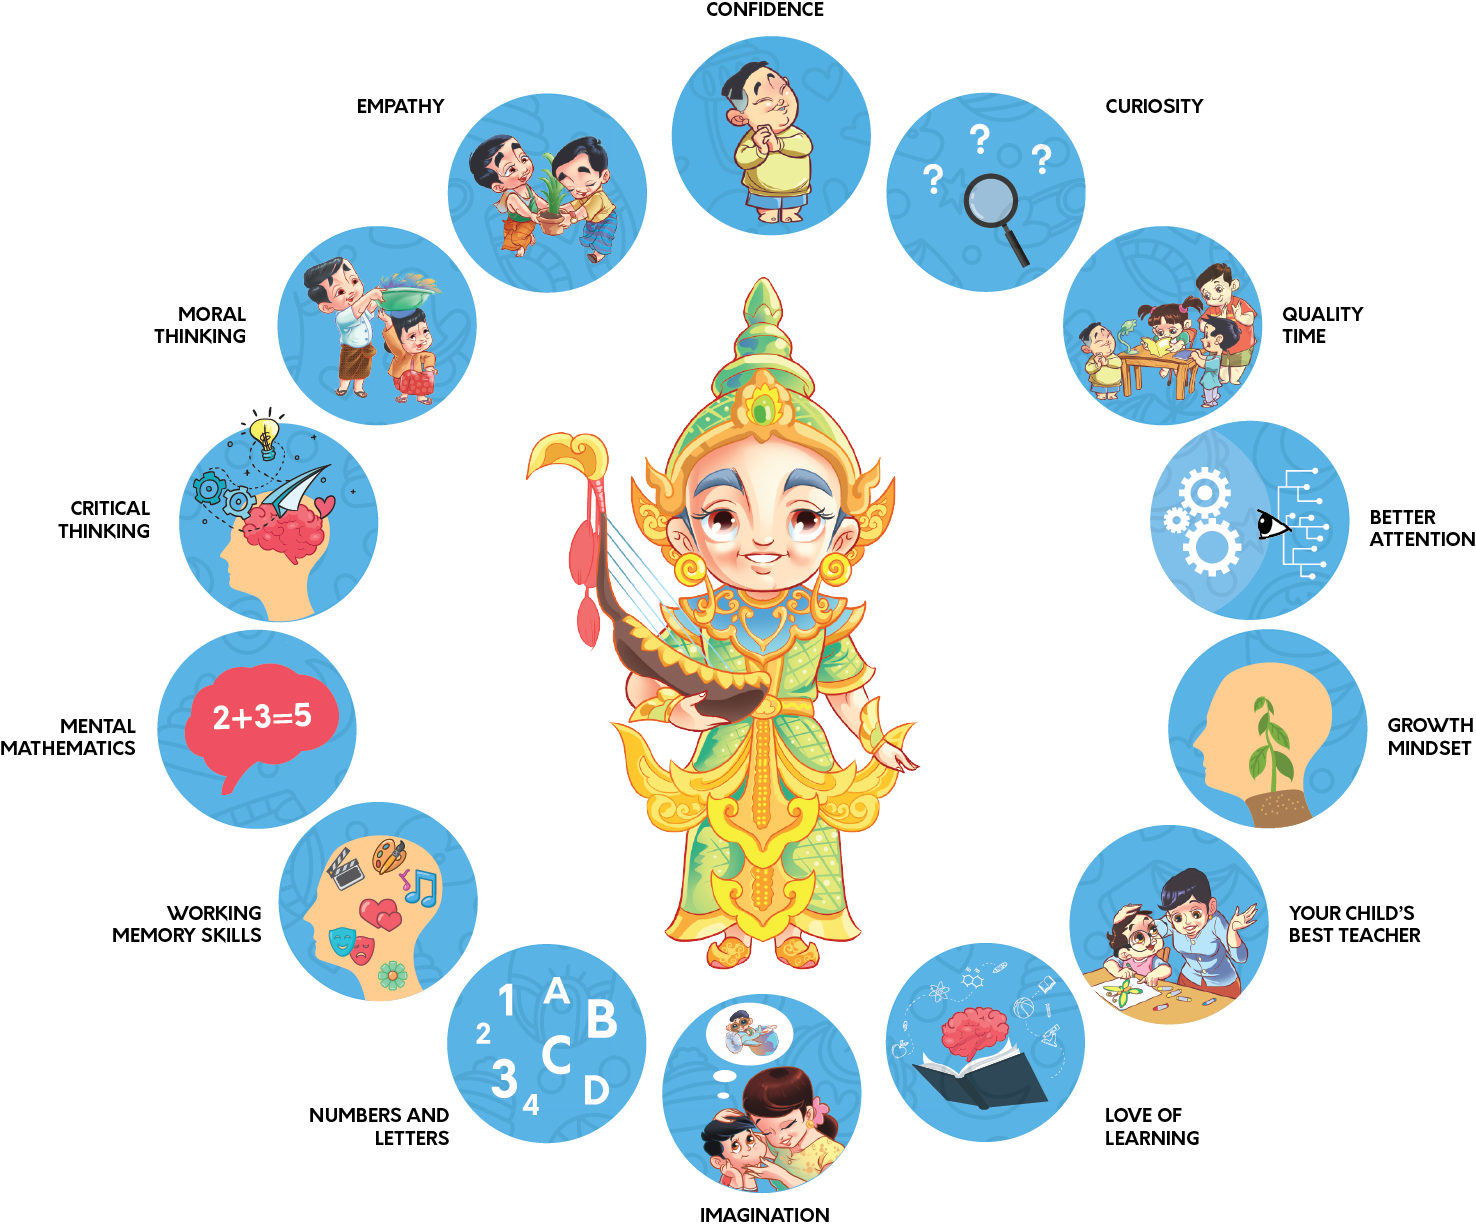 CONFIDENCE
EMPATHY
CURIOSITY
? ? ?
MORAL
THINKING
QUALITY
TIME
CRITICAL
THINKING
BETTER
ATTENTION
2+3=5
MENTAL
MATHEMATICS
GROWTH
MINDSET
WORKING
MEMORY SKILLS
YOUR CHILD'S
BEST TEACHER
1 A
2 B
3 C
4 D
NUMBERS AND
LETTERS
LOVE OF
LEARNING
IMAGINATION